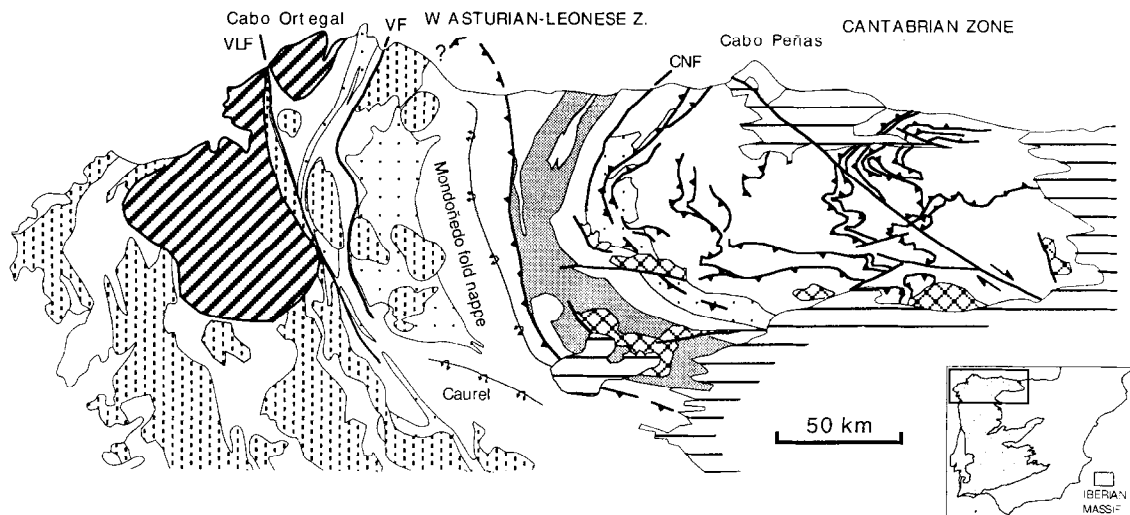 Cabo Ortegal
VLF
VF
W ASTURIAN-LEONESE Z.
?
CNF
Cabo Peñas
CANTABRIAN ZONE
Mondoñedo fold nappe
Caurel
50 km
IBERIAN
MASSIF